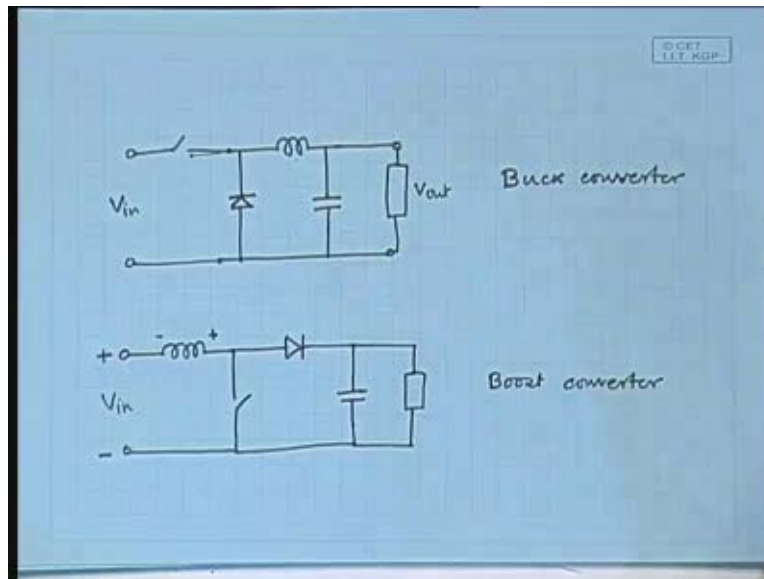 © CET
I.I.T. KGP
Buck converter
Vin
Vout
- +
+
Vin
-
Boost converter